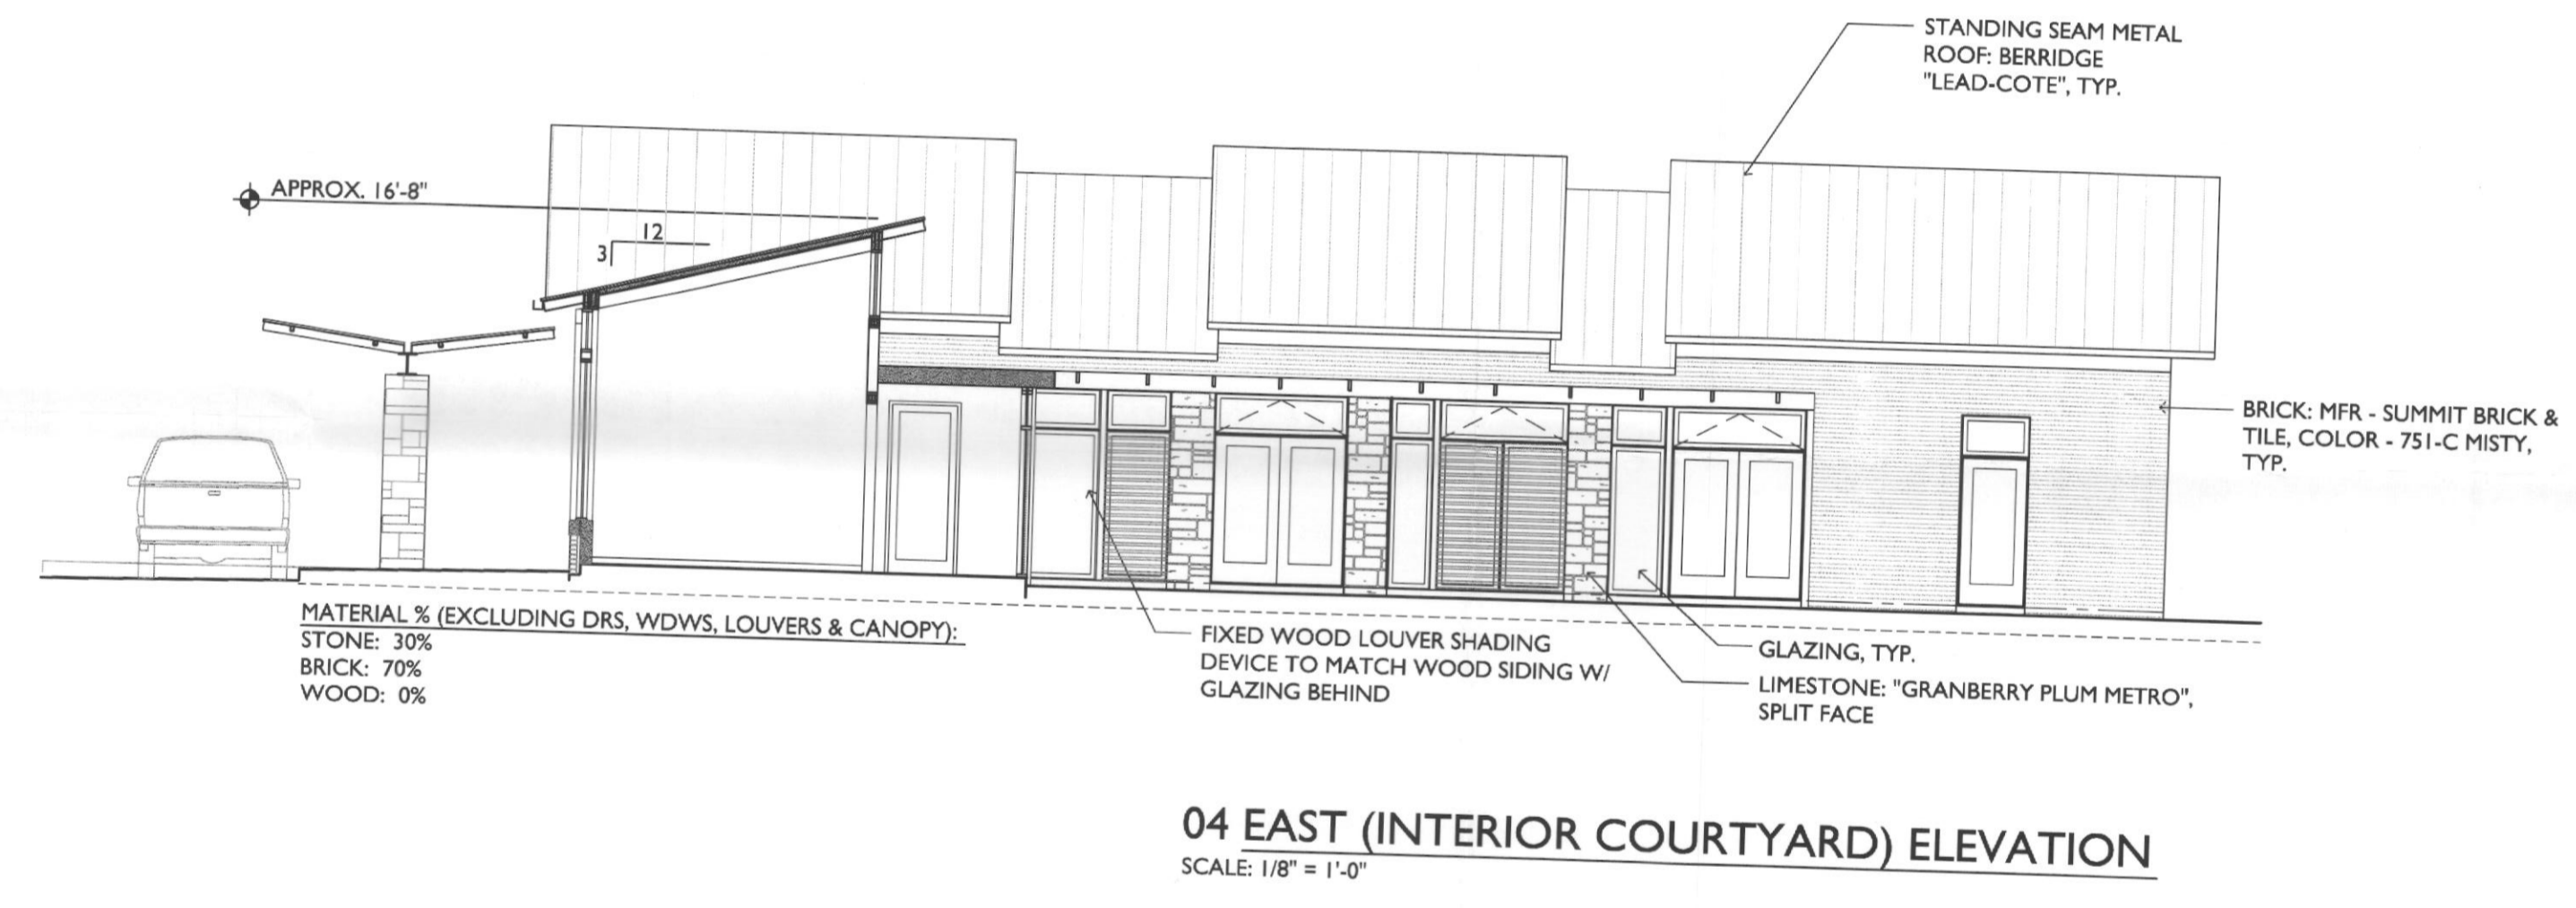 STANDING SEAM METAL
ROOF: BERRIDGE
"LEAD-COTE", TYP.
APPROX. 16'-8"
12
3
BRICK: MFR - SUMMIT BRICK &
TILE, COLOR - 751-C MISTY,
TYP.
MATERIAL % (EXCLUDING DRS, WDWS, LOUVERS & CANOPY):
STONE: 30%
BRICK: 70%
WOOD: 0%
FIXED WOOD LOUVER SHADING
DEVICE TO MATCH WOOD SIDING W/
GLAZING BEHIND
GLAZING, TYP.
LIMESTONE: "GRANBERRY PLUM METRO",
SPLIT FACE
04 EAST (INTERIOR COURTYARD) ELEVATION
SCALE: 1/8" = 1'-0"